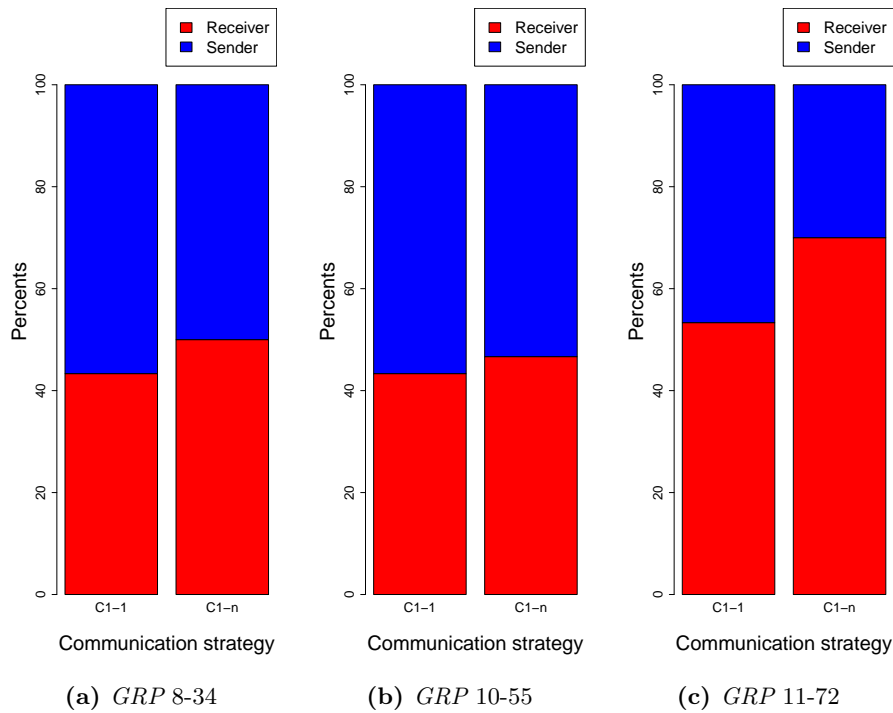 Receiver
Sender
Percents
0
20
40
60
80
100
C1–1
C1–n
Communication strategy
(a) GRP 8-34
Receiver
Sender
Percents
0
20
40
60
80
100
C1–1
C1–n
Communication strategy
(b) GRP 10-55
Receiver
Sender
Percents
0
20
40
60
80
100
C1–1
C1–n
Communication strategy
(c) GRP 11-72